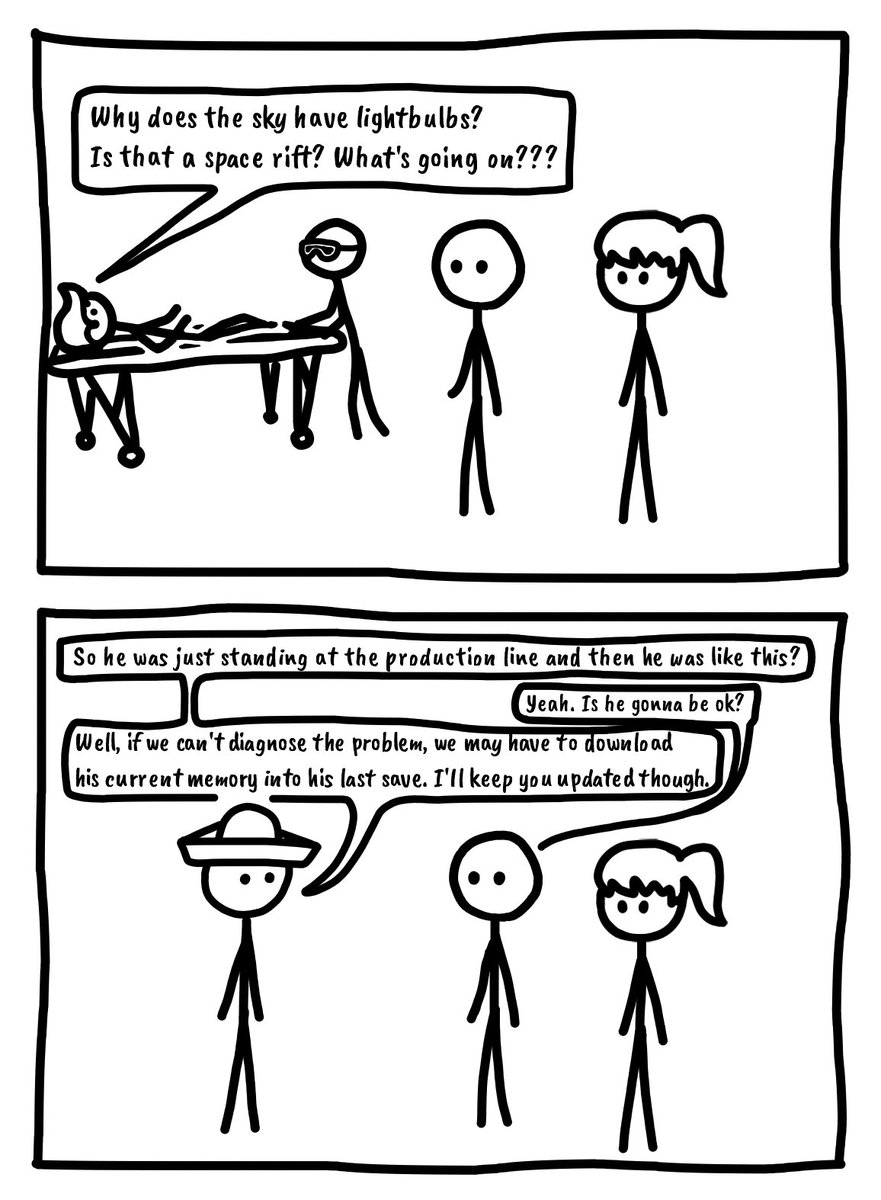 Why does the sky have lightbulbs?
Is that a space rift? What's going on???
So he was just standing at the production line and then he was like this?
Yeah. Is he gonna be ok?
Well, if we can't diagnose the problem, we may have to download
his current memory into his last save. I'll keep you updated though.